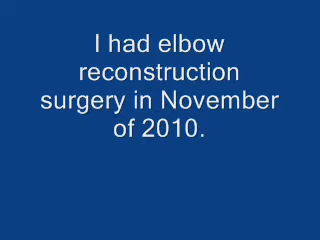 I had elbow
reconstruction
surgery in November
of 2010.